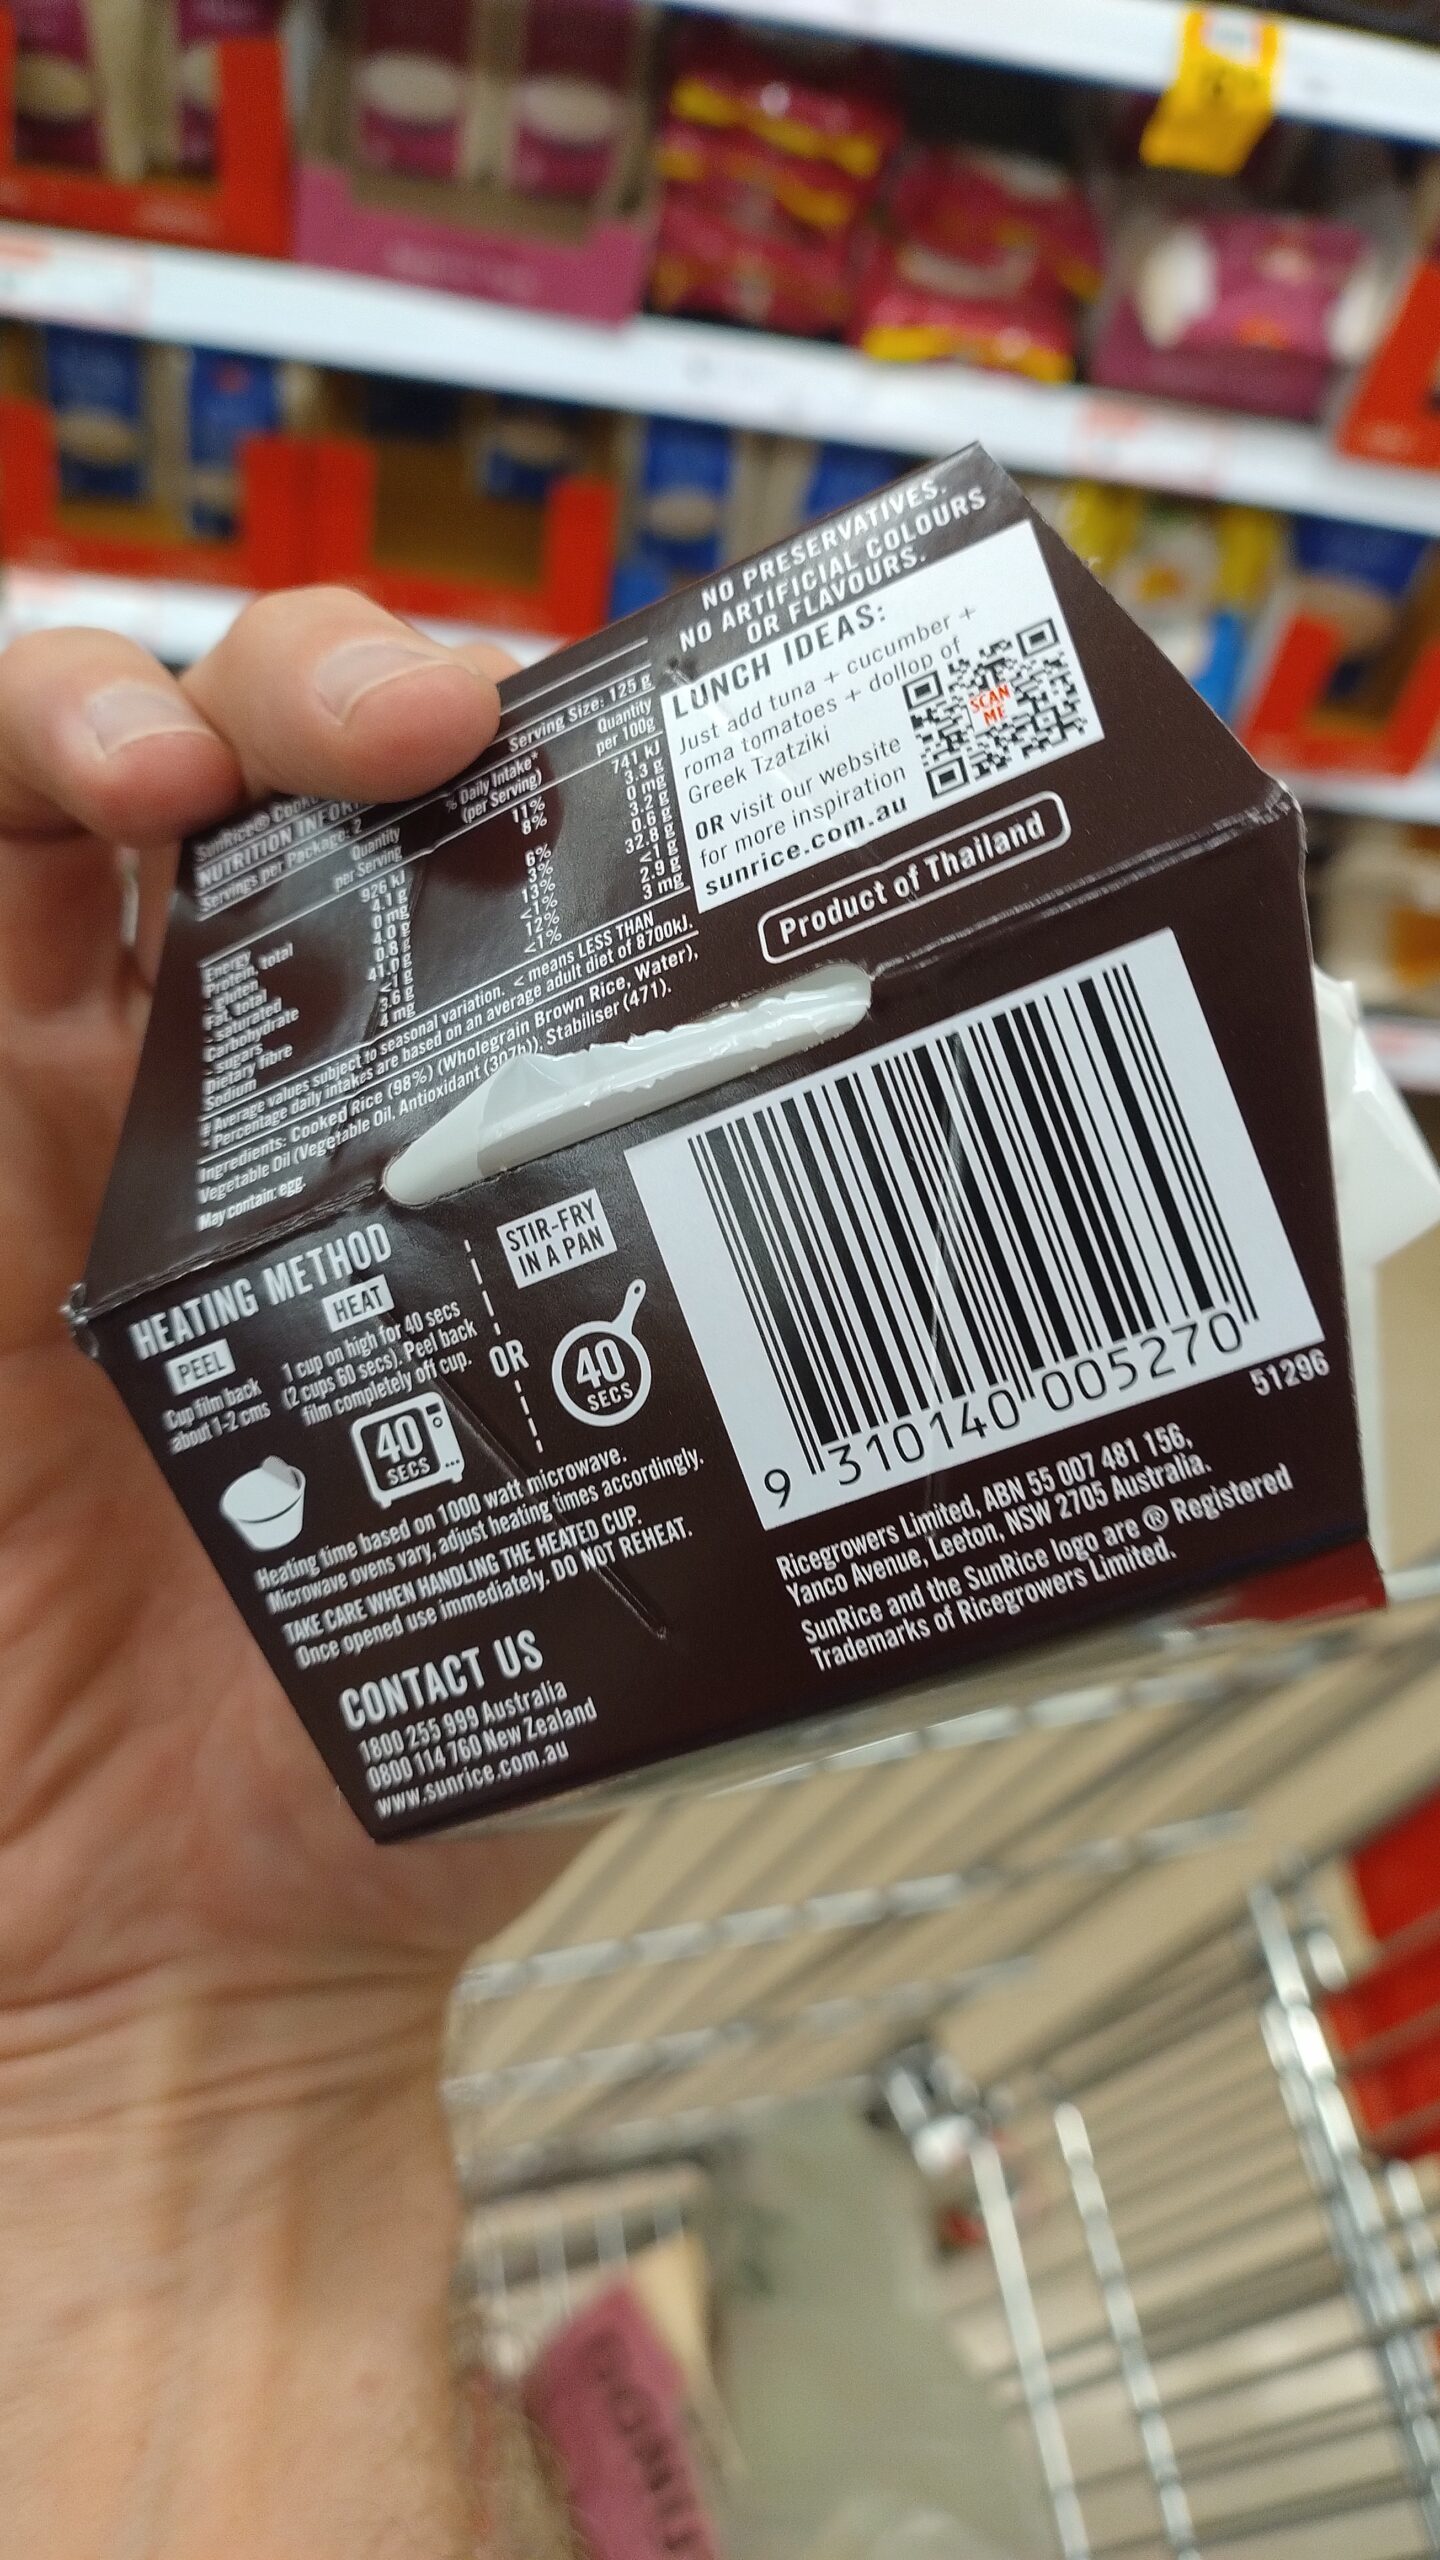 NO PRESERVATIVES.
NO ARTIFICIAL COLOURS
OR FLAVOURS.
LUNCH IDEAS:
Just add tuna + cucumber +
roma tomatoes + dollop of
Greek Tzatziki
OR visit our website
for more inspiration
sunrice.com.au
SCAN
ME
Product of Thailand
SunRice®
NUTRITION
Servings per Package: 2
Serving Size: 125 g
Quantity
per Serving
% Daily Intake*
(per Serving)
Quantity
per 100g
Energy 926 kJ 11% 741 kJ
Protein, total 4.1 g 8% 3.3 g
- gluten 0 mg 0 mg
Fat, total 4.0 g 6% 3.2 g
- saturated 0.8 g 3% 0.6 g
Carbohydrate 41.0 g 13% 32.8 g
- sugars <1 g <1% <1 g
Dietary fibre 3.6 g 12% 2.9 g
Sodium 4 mg <1% 3 mg
Average values subject to seasonal variation. < means LESS THAN
Percentage daily intakes are based on an average adult diet of 8700kJ.
Ingredients: Cooked Rice (98%) (Wholegrain Brown Rice, Water),
Vegetable Oil (Vegetable Oil, Antioxidant (307b)), Stabiliser (471).
May contain: egg.
HEATING METHOD
PEEL
Cup film back
about 1-2 cms
HEAT
1 cup on high for 40 secs
(2 cups 60 secs). Peel back
film completely off cup.
40
SECS
OR
STIR-FRY
IN A PAN
40
SECS
Heating time based on 1000 watt microwave.
Microwave ovens vary, adjust heating times accordingly.
TAKE CARE WHEN HANDLING THE HEATED CUP.
Once opened use immediately. DO NOT REHEAT.
CONTACT US
1800 255 999 Australia
0800 114 760 New Zealand
www.sunrice.com.au
9 310140 005270
51296
Ricegrowers Limited, ABN 55 007 481 156,
Yanco Avenue, Leeton, NSW 2705 Australia.
SunRice and the SunRice logo are ® Registered
Trademarks of Ricegrowers Limited.